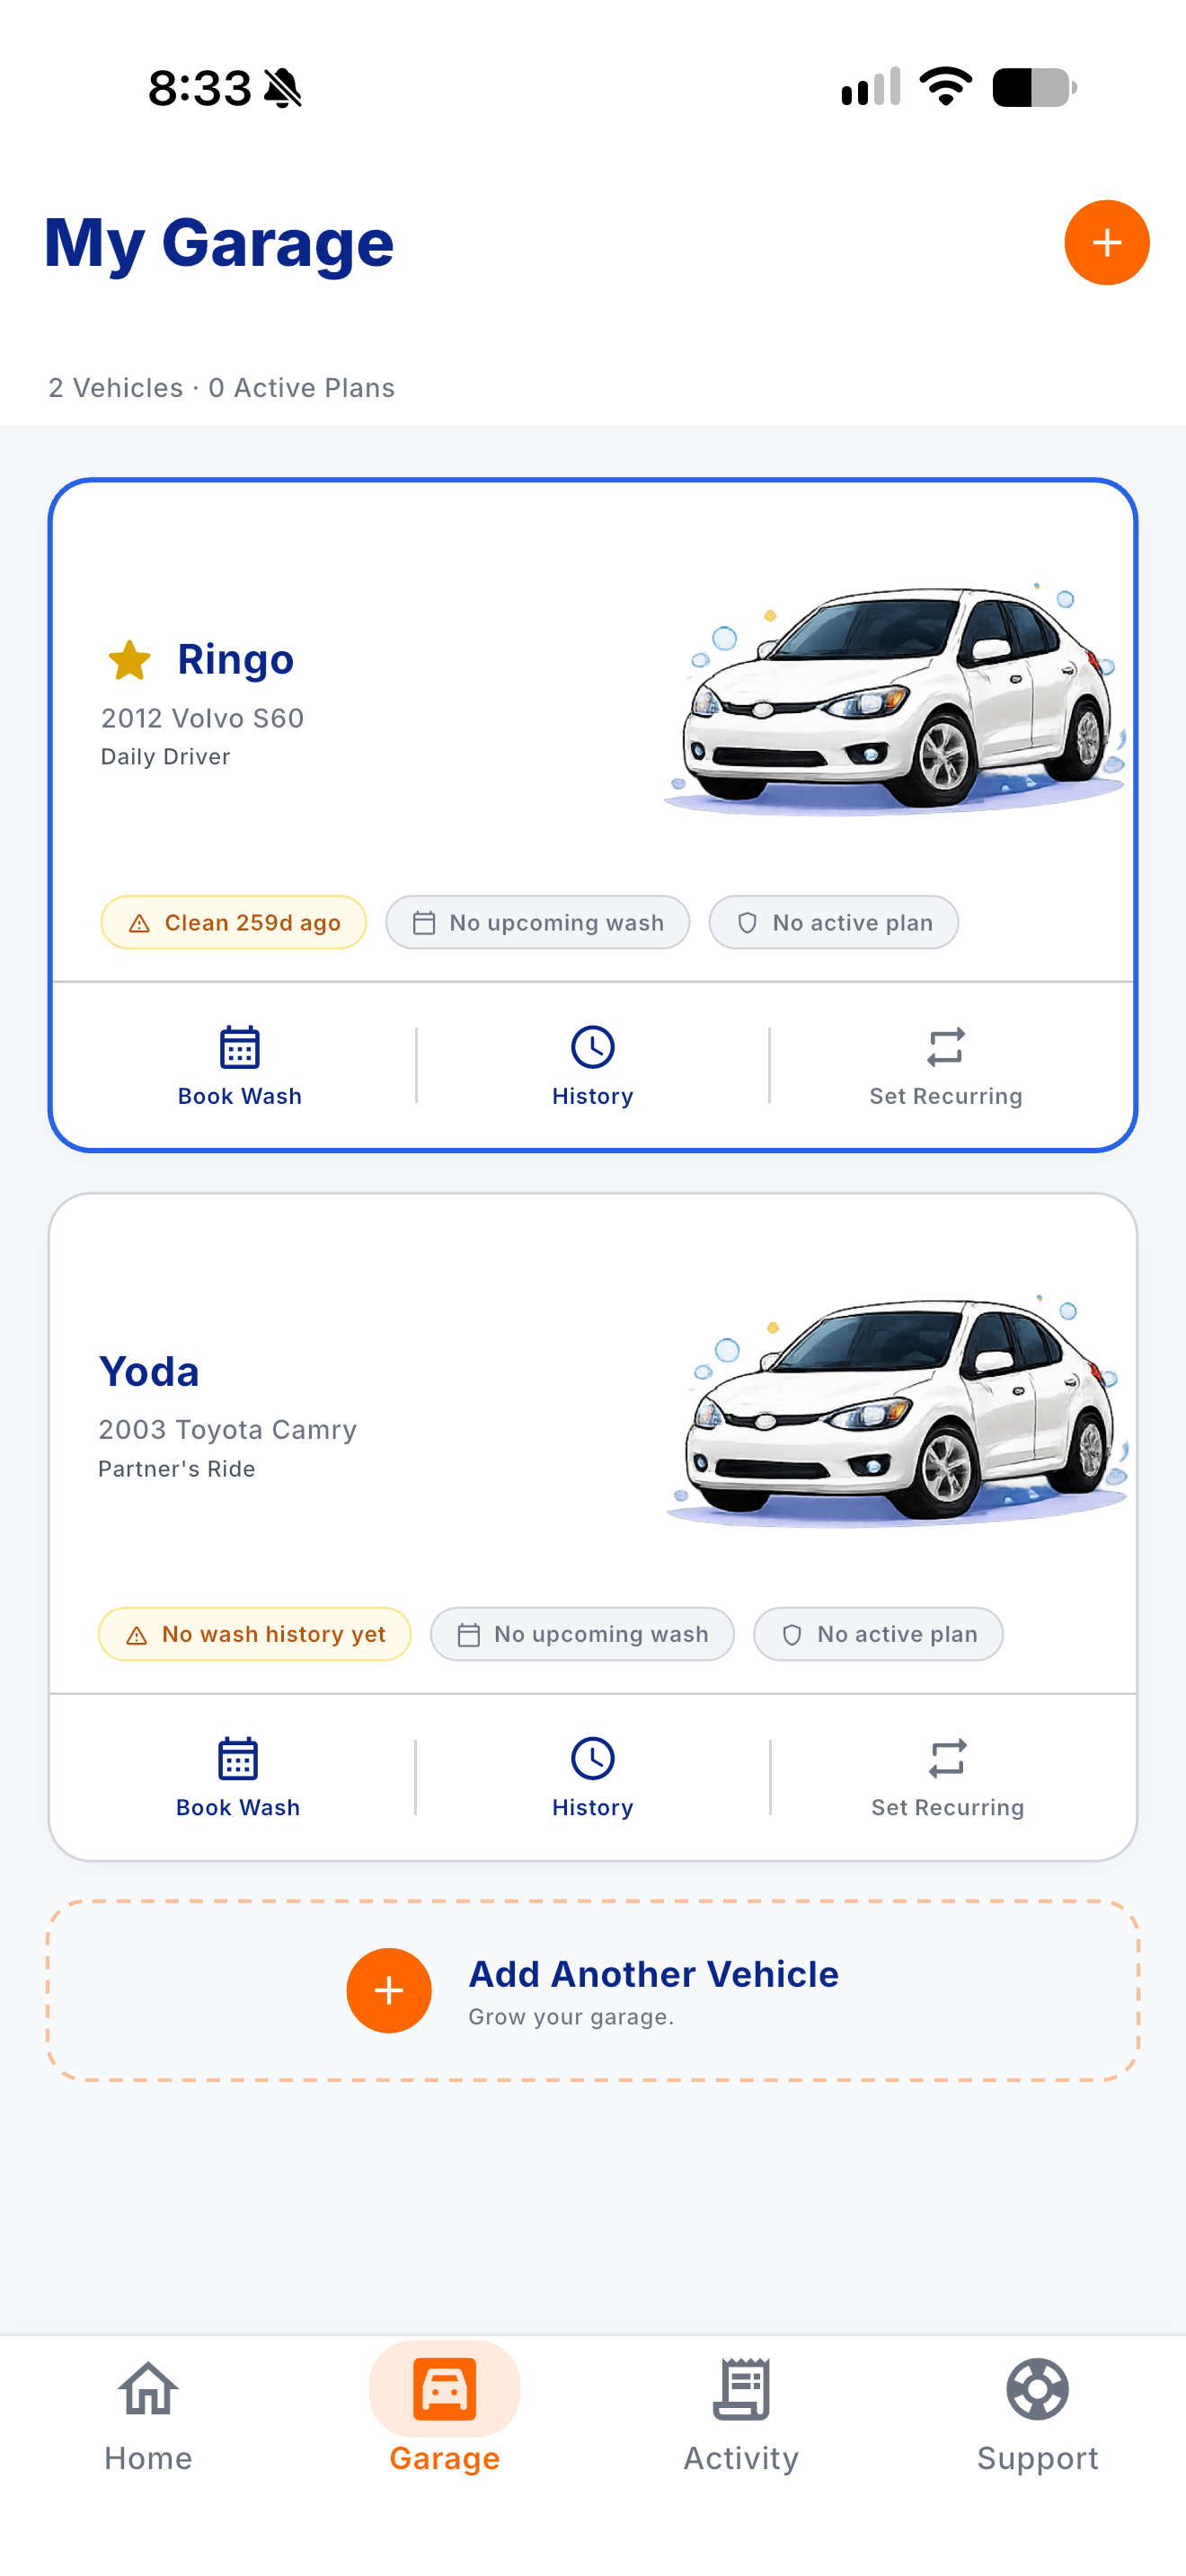 8:33
My Garage
2 Vehicles · 0 Active Plans
Ringo
2012 Volvo S60
Daily Driver
Clean 259d ago No upcoming wash No active plan
Book Wash History Set Recurring
Yoda
2003 Toyota Camry
Partner's Ride
No wash history yet No upcoming wash No active plan
Book Wash History Set Recurring
Add Another Vehicle
Grow your garage.
Home Garage Activity Support